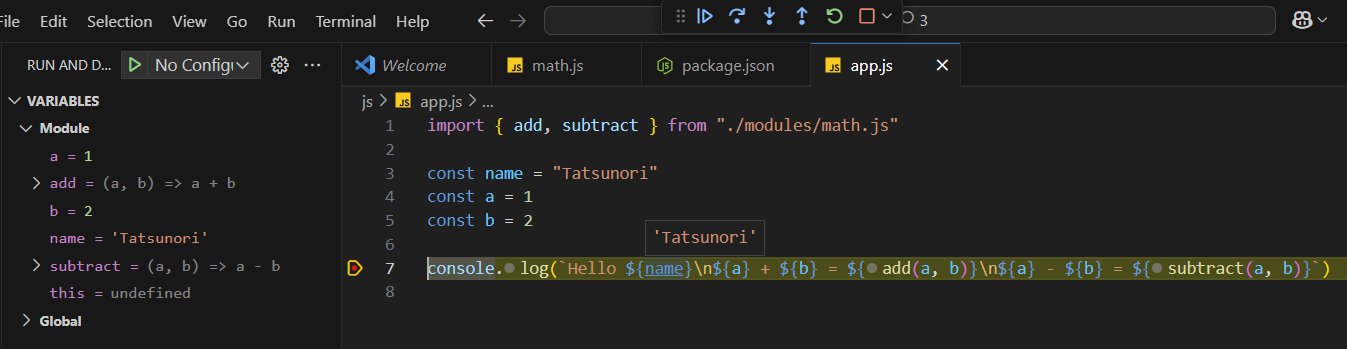 File Edit Selection View Go Run Terminal Help 3
RUN AND D... No Configu
Welcome math.js package.json app.js
VARIABLES
Module
a = 1
add = (a, b) => a + b
b = 2
name = 'Tatsunori'
subtract = (a, b) => a - b
this = undefined
Global
js > JS app.js > ...
1 import { add, subtract } from "./modules/math.js"
2
3 const name = "Tatsunori"
4 const a = 1
5 const b = 2
6
'Tatsunori'
7 console.log(`Hello ${name}\n${a} + ${b} = ${add(a, b)}\n${a} - ${b} = ${subtract(a, b)}`)
8